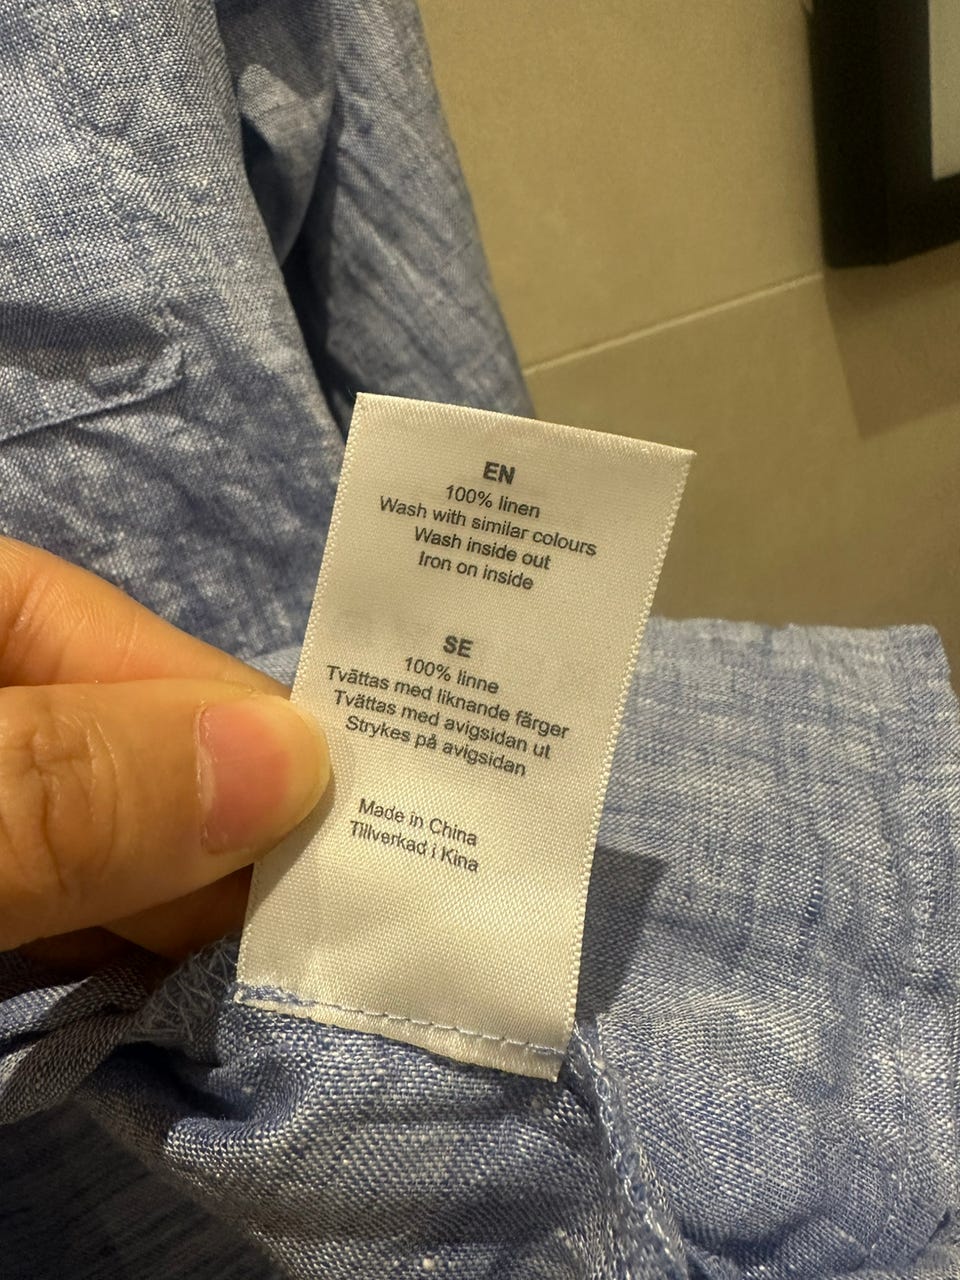 EN
100% linen
Wash with similar colours
Wash inside out
Iron on inside
SE
100% linne
Tvättas med liknande färger
Tvättas med avigsidan ut
Strykes på avigsidan
Made in China
Tillverkad i Kina